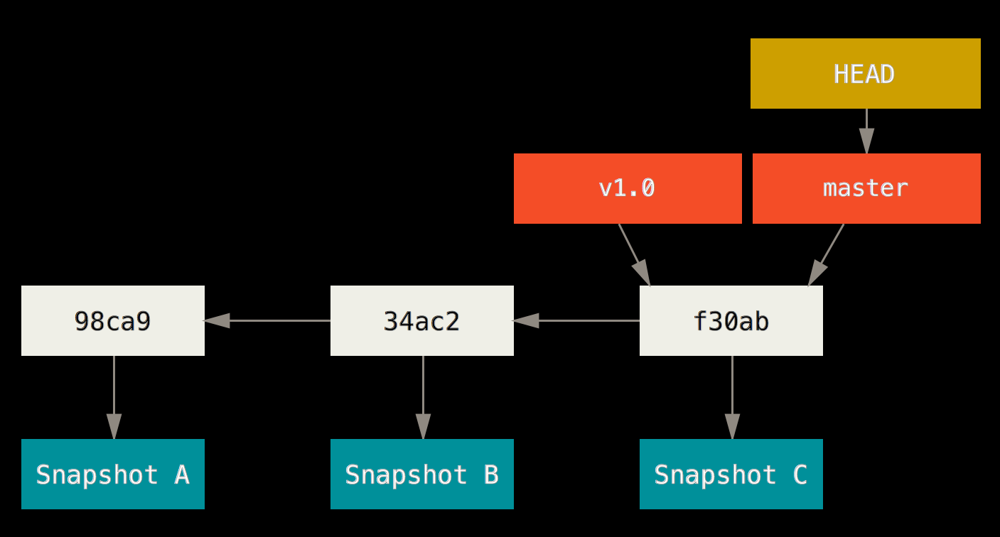 HEAD
v1.0
master
98ca9
34ac2
f30ab
Snapshot A
Snapshot B
Snapshot C